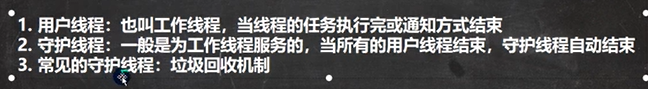 1. 用户线程：也叫工作线程，当线程的任务执行完或通知方式结束
2. 守护线程：一般是为工作线程服务的，当所有的用户线程结束，守护线程自动结束
3. 常见的守护线程：垃圾回收机制